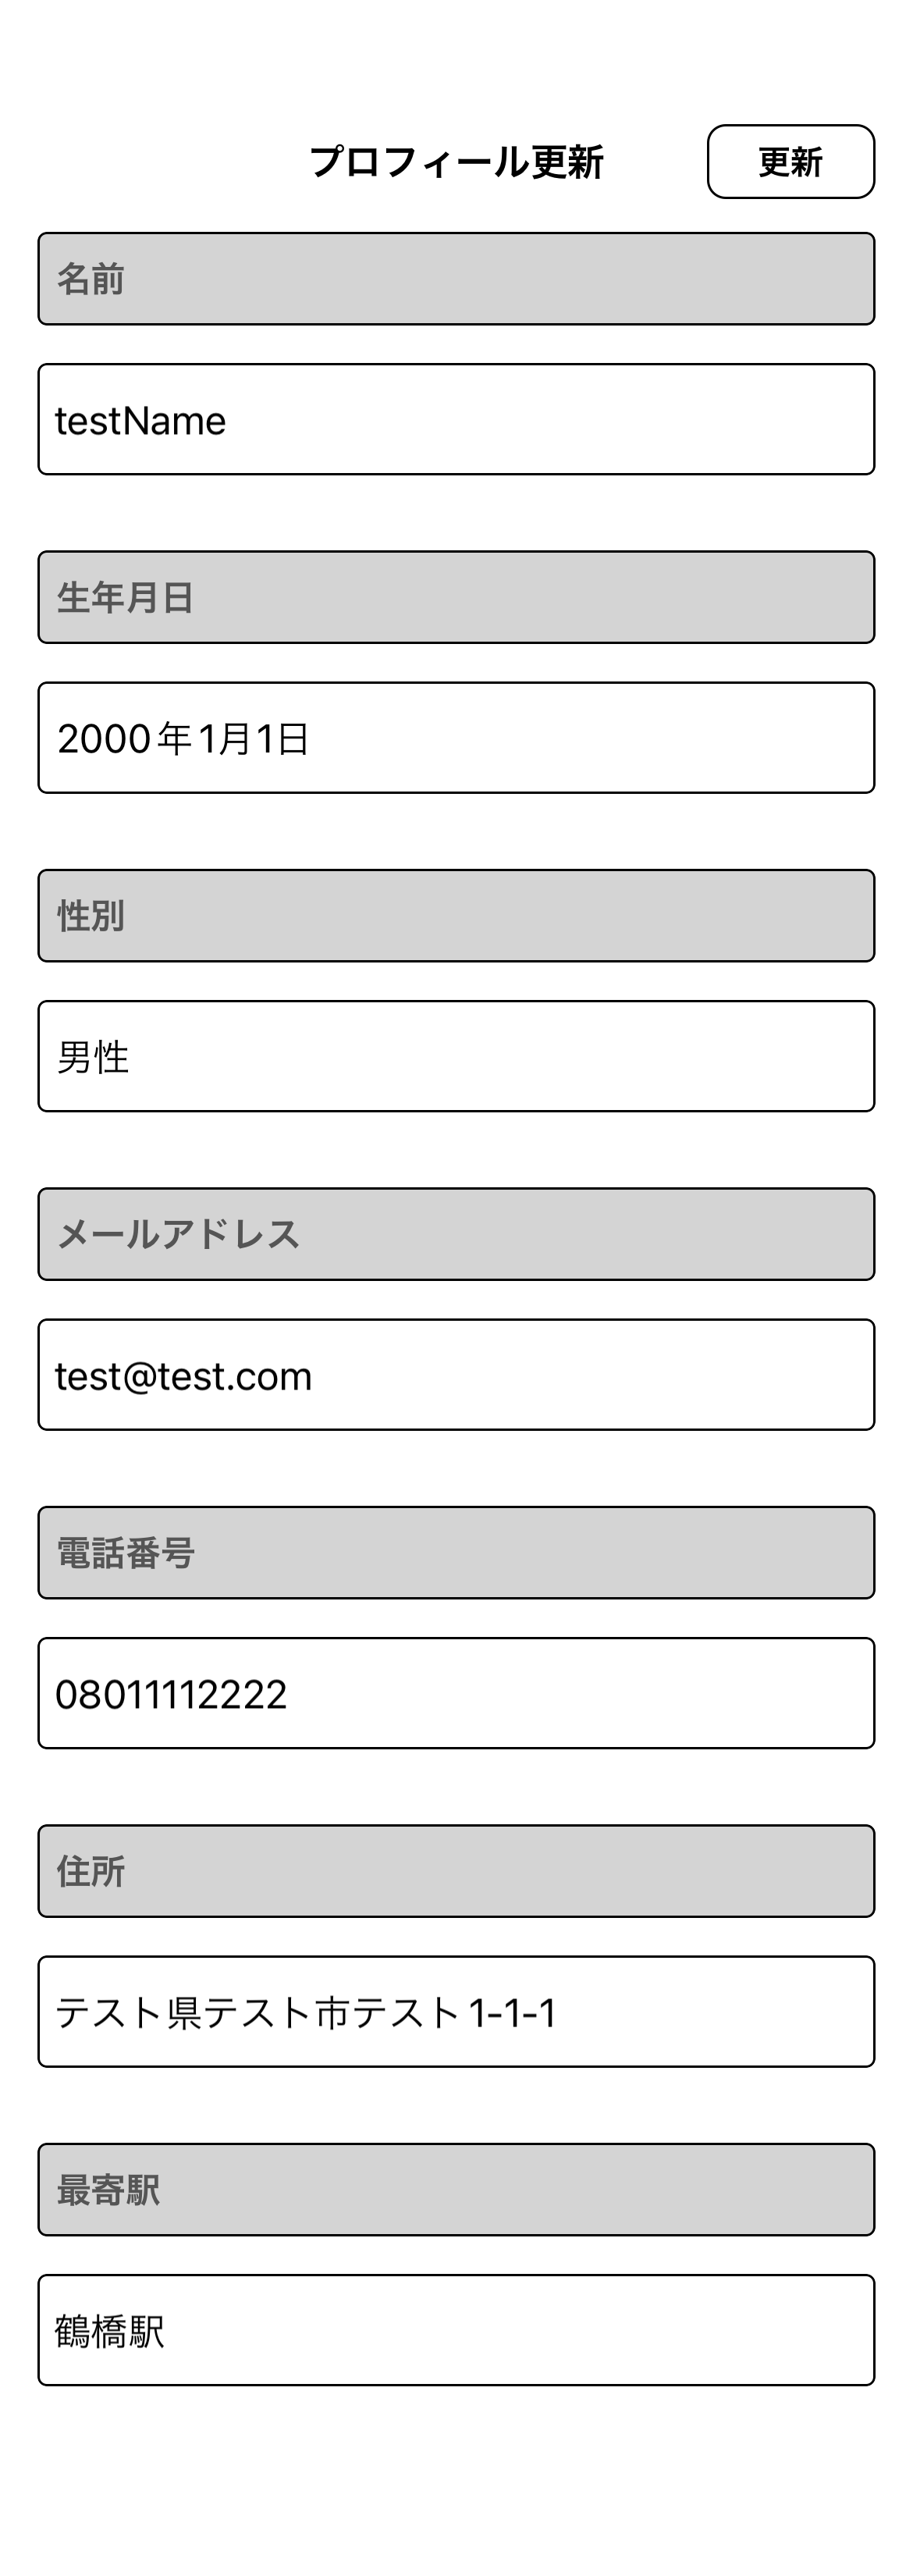 プロフィール更新
更新
名前
testName
生年月日
2000年1月1日
性別
男性
メールアドレス
test@test.com
電話番号
08011112222
住所
テスト県テスト市テスト1-1-1
最寄駅
鶴橋駅